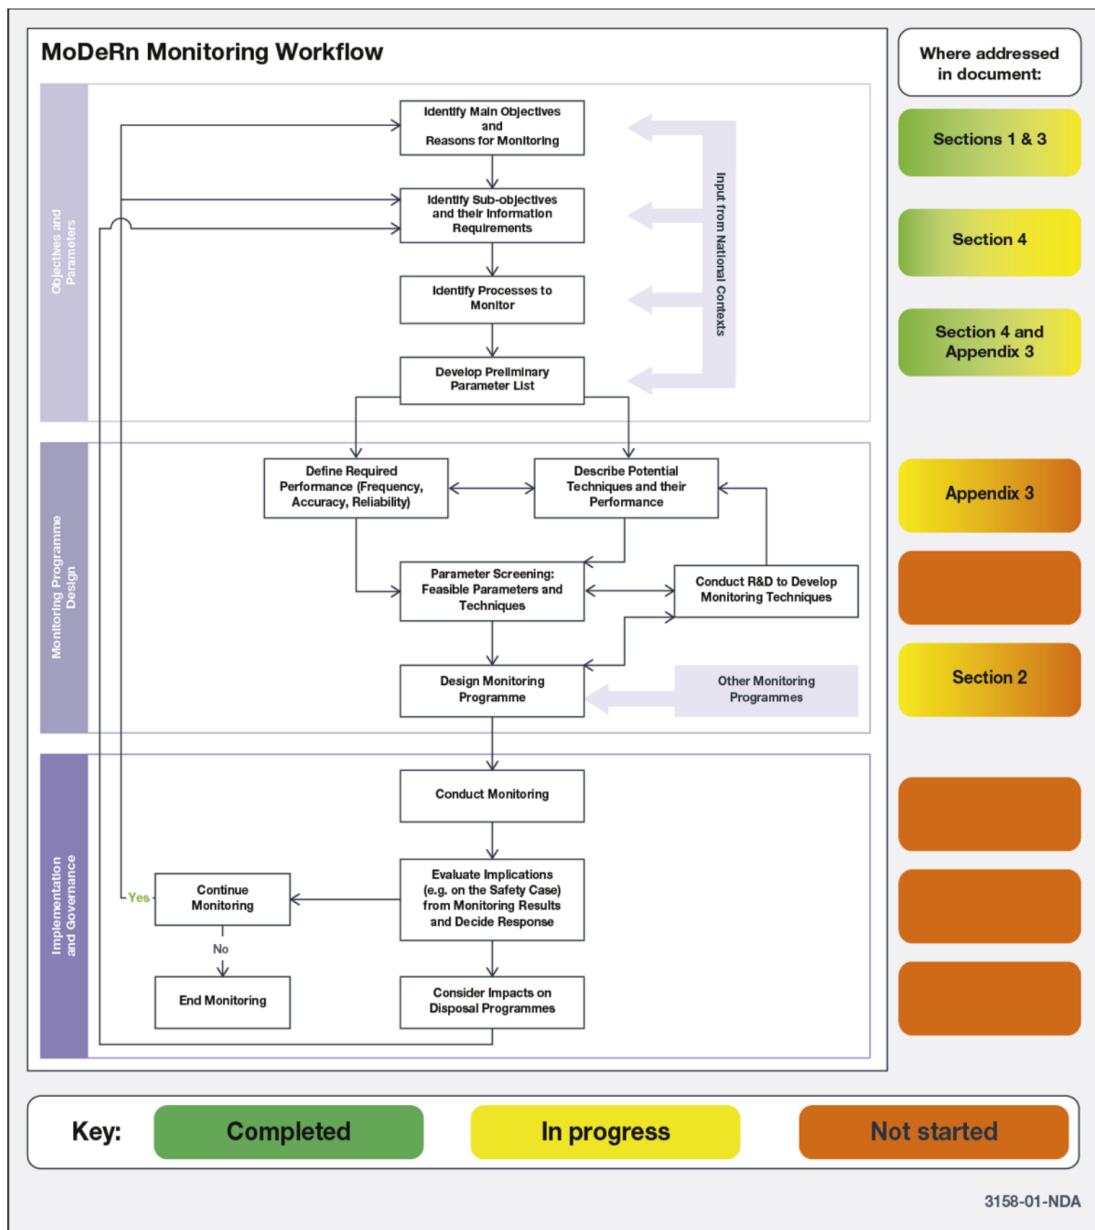 MoDeRn Monitoring Workflow
Where addressed
in document:
Objectives and
Parameters
Identify Main Objectives
and
Reasons for Monitoring
Identify Sub-objectives
and their Information
Requirements
Identify Processes to
Monitor
Develop Preliminary
Parameter List
Input from National Contexts
Sections 1 & 3
Section 4
Section 4 and
Appendix 3
Monitoring Programme
Design
Define Required
Performance (Frequency,
Accuracy, Reliability)
Describe Potential
Techniques and their
Performance
Parameter Screening:
Feasible Parameters and
Techniques
Conduct R&D to Develop
Monitoring Techniques
Design Monitoring
Programme
Other Monitoring
Programmes
Appendix 3
Section 2
Implementation
and Governance
Conduct Monitoring
Evaluate Implications
(e.g. on the Safety Case)
from Monitoring Results
and Decide Response
Continue
Monitoring
Yes
No
End Monitoring
Consider Impacts on
Disposal Programmes
Key:
Completed
In progress
Not started
3158-01-NDA